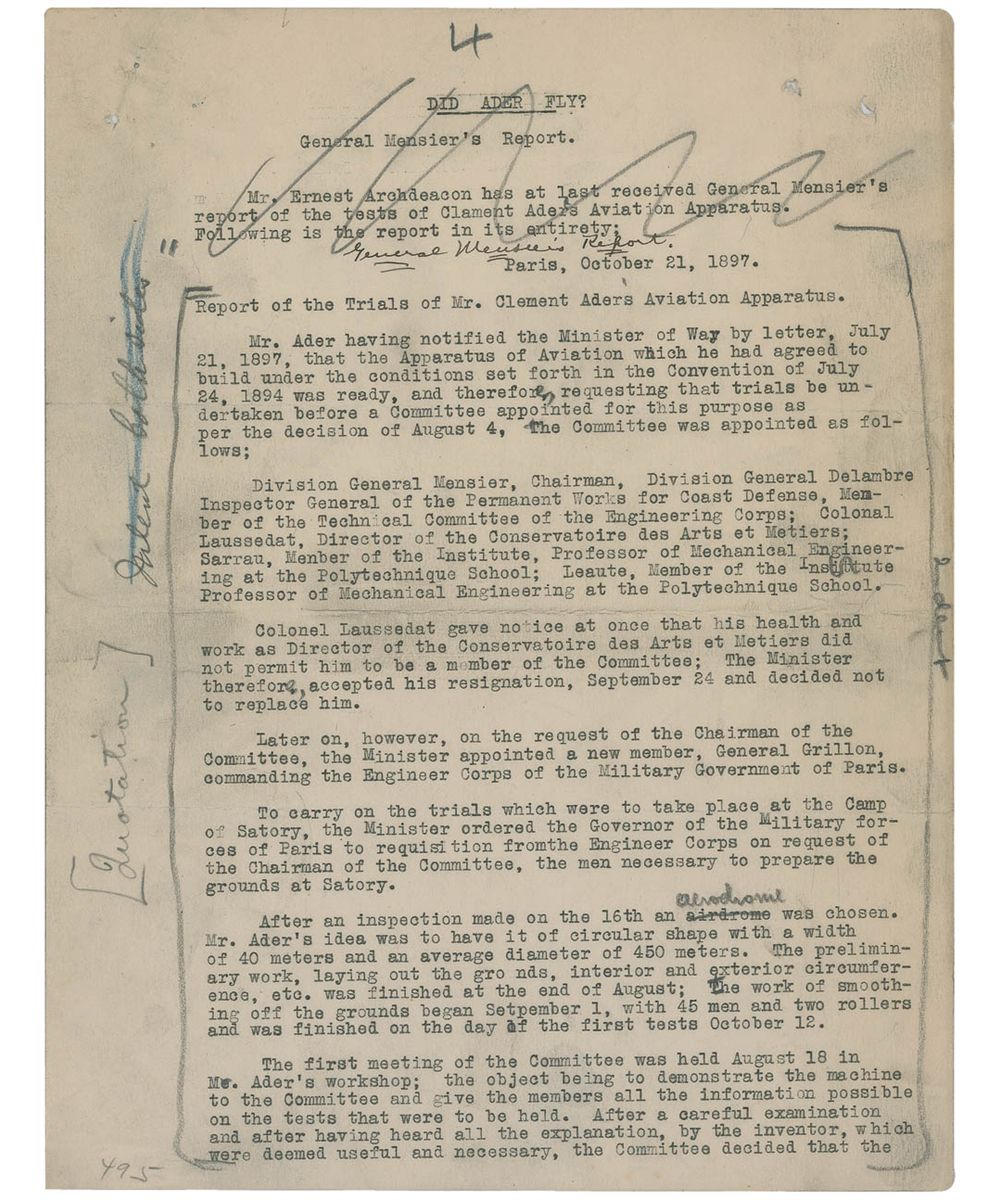 4
DID ADER FLY?
General Mensier's Report.
Mr. Ernest Archdeacon has at last received General Mensier's
report of the tests of Clament Ader's Aviation Apparatus.
Following is the report in its entirety;
"General Mensier's Report.
Paris, October 21, 1897.
Report of the Trials of Mr. Clement Ader's Aviation Apparatus.
Mr. Ader having notified the Minister of Way by letter, July
21, 1897, that the Apparatus of Aviation which he had agreed to
build under the conditions set forth in the Convention of July
24, 1894 was ready, and therefore, requesting that trials be un-
dertaken before a Committee appointed for this purpose as
per the decision of August 4, The Committee was appointed as fol-
lows;
Division General Mensier, Chairman, Division General Delambre
Inspector General of the Permanent Works for Coast Defense, Mem-
ber of the Technical Committee of the Engineering Corps; Colonal
Laussedat, Director of the Conservatoire des Arts et Metiers;
Sarrau, Menber of the Institute, Professor of Mechanical Engineer-
ing at the Polytechnique School; Leaute, Member of the Institute
Professor of Mechanical Engineering at the Polytechnique School.
Colonel Laussedat gave notice at once that his health and
work as Director of the Conservatoire des Arts et Metiers did
not permit him to be a member of the Committee; The Minister
therefore, accepted his resignation, September 24 and decided not
to replace him.
Later on, however, on the request of the Chairman of the
Committee, the Minister appointed a new member, General Grillon,
commanding the Engineer Corps of the Military Government of Paris.
To carry on the trials which were to take place at the Camp
of Satory, the Minister ordered the Governor of the Military for-
ces of Paris to requisition fromthe Engineer Corps on request of
the Chairman of the Committee, the men necessary to prepare the
grounds at Satory.
aerodrome
After an inspection made on the 16th an airdrome was chosen.
Mr. Ader's idea was to have it of circular shape with a width
of 40 meters and an average diameter of 450 meters. The prelimin-
ary work, laying out the gro nds, interior and exterior circumfer-
ence, etc. was finished at the end of August; The work of smooth-
ing off the grounds began Setpember 1, with 45 men and two rollers
and was finished on the day of the first tests October 12.
The first meeting of the Committee was held August 18 in
Mr. Ader's workshop; the object being to demonstrate the machine
to the Committee and give the members all the information possible
on the tests that were to be held. After a careful examination
and after having heard all the explanation, by the inventor, which
were deemed useful and necessary, the Committee decided that the
Indent both sides
[Quotation]
Indent
495